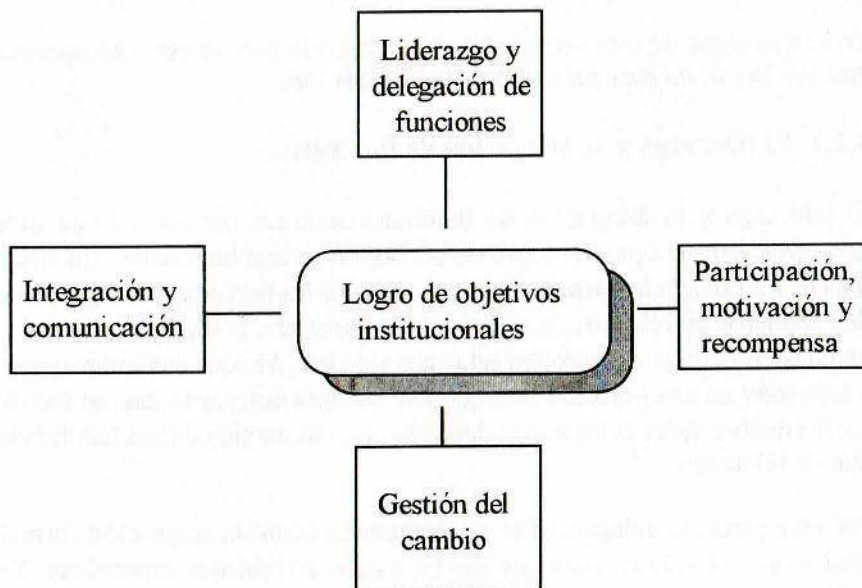 Liderazgo y
delegación de
funciones
Integración y
comunicación
Logro de objetivos
institucionales
Participación,
motivación y
recompensa
Gestión del
cambio